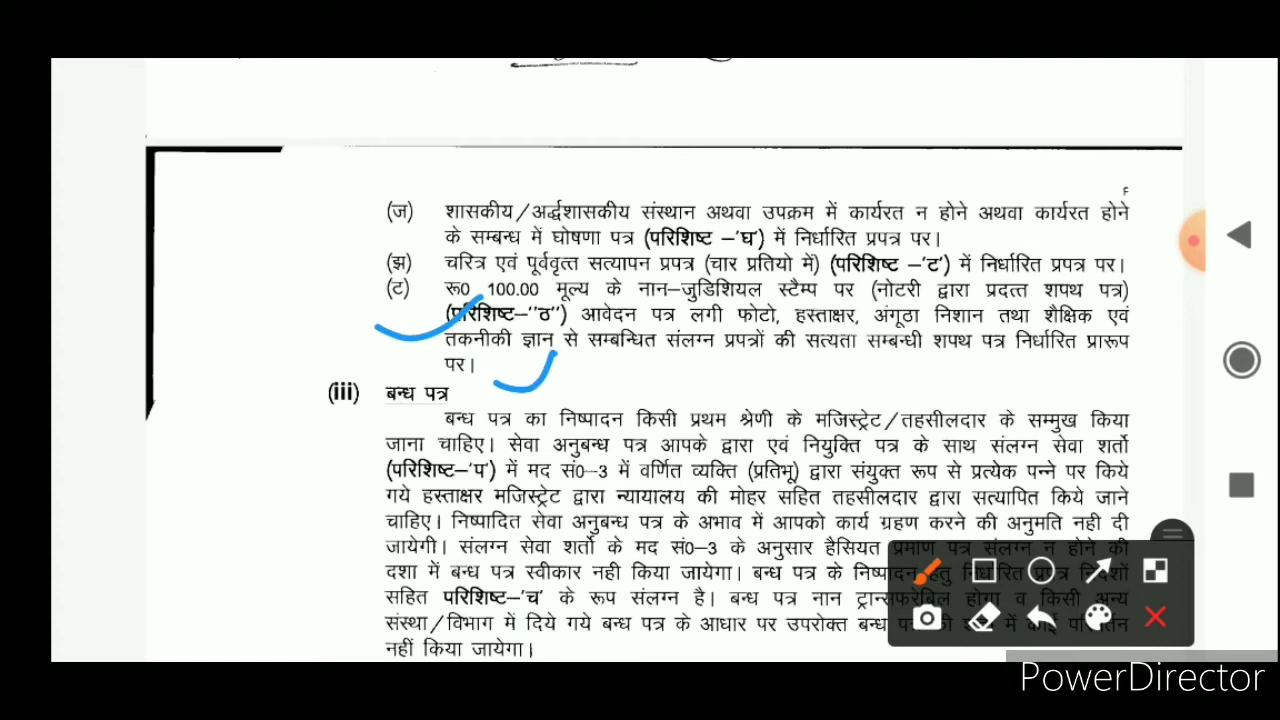 F
(ज) शासकीय/अर्द्धशासकीय संस्थान अथवा उपक्रम में कार्यरत न होने अथवा कार्यरत होने
के सम्बन्ध में घोषणा पत्र (परिशिष्ट –'घ') में निर्धारित प्रपत्र पर।
(झ) चरित्र एवं पूर्ववृत्त सत्यापन प्रपत्र (चार प्रतियो में) (परिशिष्ट –'ट') में निर्धारित प्रपत्र पर।
(ट) रू0 100.00 मूल्य के नान–जुडिशियल स्टैम्प पर (नोटरी द्वारा प्रदत्त शपथ पत्र)
(परिशिष्ट–''ठ'') आवेदन पत्र लगी फोटो, हस्ताक्षर, अंगूठा निशान तथा शैक्षिक एवं
तकनीकी ज्ञान से सम्बन्धित संलग्न प्रपत्रों की सत्यता सम्बन्धी शपथ पत्र निर्धारित प्रारूप
पर।
(iii) बन्ध पत्र
बन्ध पत्र का निष्पादन किसी प्रथम श्रेणी के मजिस्ट्रेट/तहसीलदार के सम्मुख किया
जाना चाहिए। सेवा अनुबन्ध पत्र आपके द्वारा एवं नियुक्ति पत्र के साथ संलग्न सेवा शर्तो
(परिशिष्ट–'प') में मद सं0–3 में वर्णित व्यक्ति (प्रतिभू) द्वारा संयुक्त रूप से प्रत्येक पन्ने पर किये
गये हस्ताक्षर मजिस्ट्रेट द्वारा न्यायालय की मोहर सहित तहसीलदार द्वारा सत्यापित किये जाने
चाहिए। निष्पादित सेवा अनुबन्ध पत्र के अभाव में आपको कार्य ग्रहण करने की अनुमति नही दी
जायेगी। संलग्न सेवा शर्तो के मद सं0–3 के अनुसार हैसियत प्रमाण पत्र संलग्न न होने की
दशा में बन्ध पत्र स्वीकार नही किया जायेगा। बन्ध पत्र के निष्पादन हेतु निर्धारित प्रपत्र निदेशों
सहित परिशिष्ट–'च' के रूप संलग्न है। बन्ध पत्र नान ट्रान्सफरेबिल होगा व किसी अन्य
संस्था/विभाग में दिये गये बन्ध पत्र के आधार पर उपरोक्त बन्ध में कोई
नहीं किया जायेगा।
PowerDirector